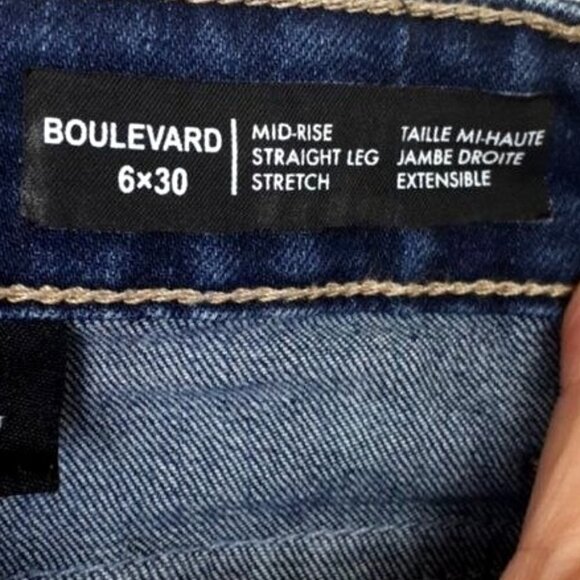 BOULEVARD
6×30
MID-RISE
STRAIGHT LEG
STRETCH
TAILLE MI-HAUTE
JAMBE DROITE
EXTENSIBLE